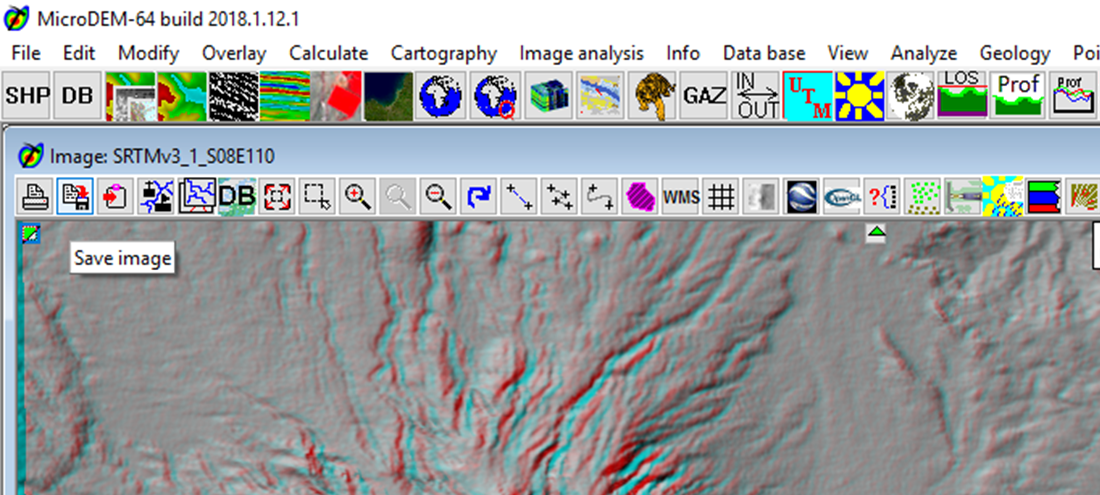 MicroDEM-64 build 2018.1.12.1
File Edit Modify Overlay Calculate Cartography Image analysis Info Data base View Analyze Geology Poi
SHP DB GAZ IN OUT UTM LOS Prof Prof
Image: SRTMv3_1_S08E110
DB WMS OpenGL ?{
Save image